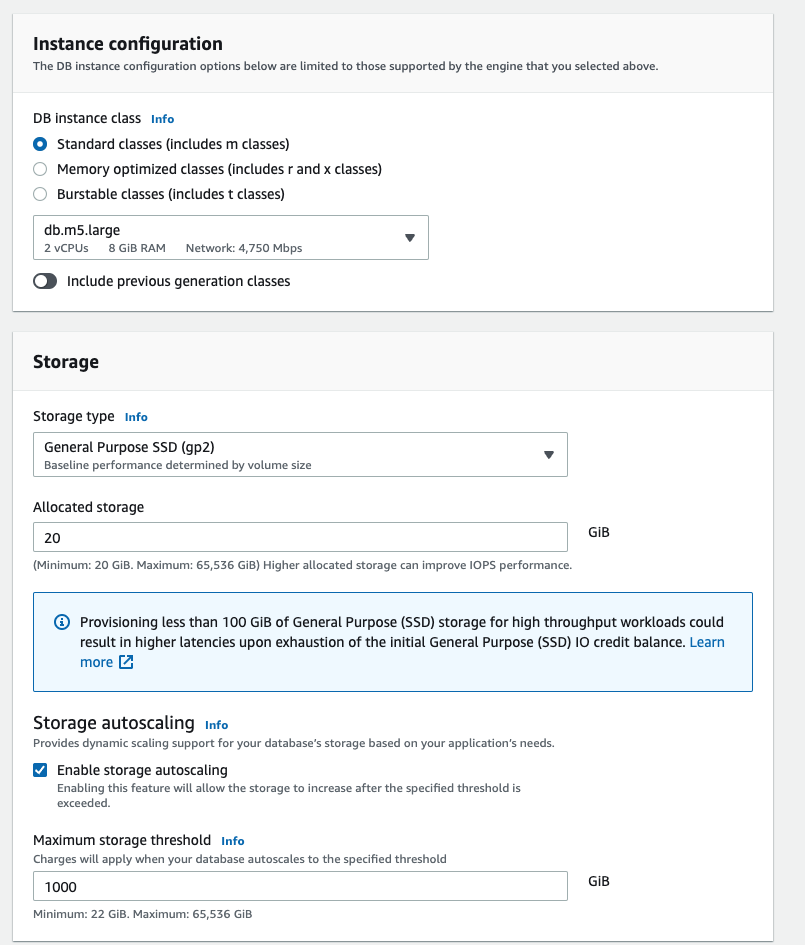 Instance configuration
The DB instance configuration options below are limited to those supported by the engine that you selected above.
DB instance class Info
Standard classes (includes m classes)
Memory optimized classes (includes r and x classes)
Burstable classes (includes t classes)
db.m5.large
2 vCPUs 8 GiB RAM Network: 4,750 Mbps
Include previous generation classes
Storage
Storage type Info
General Purpose SSD (gp2)
Baseline performance determined by volume size
Allocated storage
20 GiB
(Minimum: 20 GiB. Maximum: 65,536 GiB) Higher allocated storage can improve IOPS performance.
Provisioning less than 100 GiB of General Purpose (SSD) storage for high throughput workloads could
result in higher latencies upon exhaustion of the initial General Purpose (SSD) IO credit balance. Learn
more
Storage autoscaling Info
Provides dynamic scaling support for your database's storage based on your application's needs.
Enable storage autoscaling
Enabling this feature will allow the storage to increase after the specified threshold is
exceeded.
Maximum storage threshold Info
Charges will apply when your database autoscales to the specified threshold
1000 GiB
Minimum: 22 GiB. Maximum: 65,536 GiB